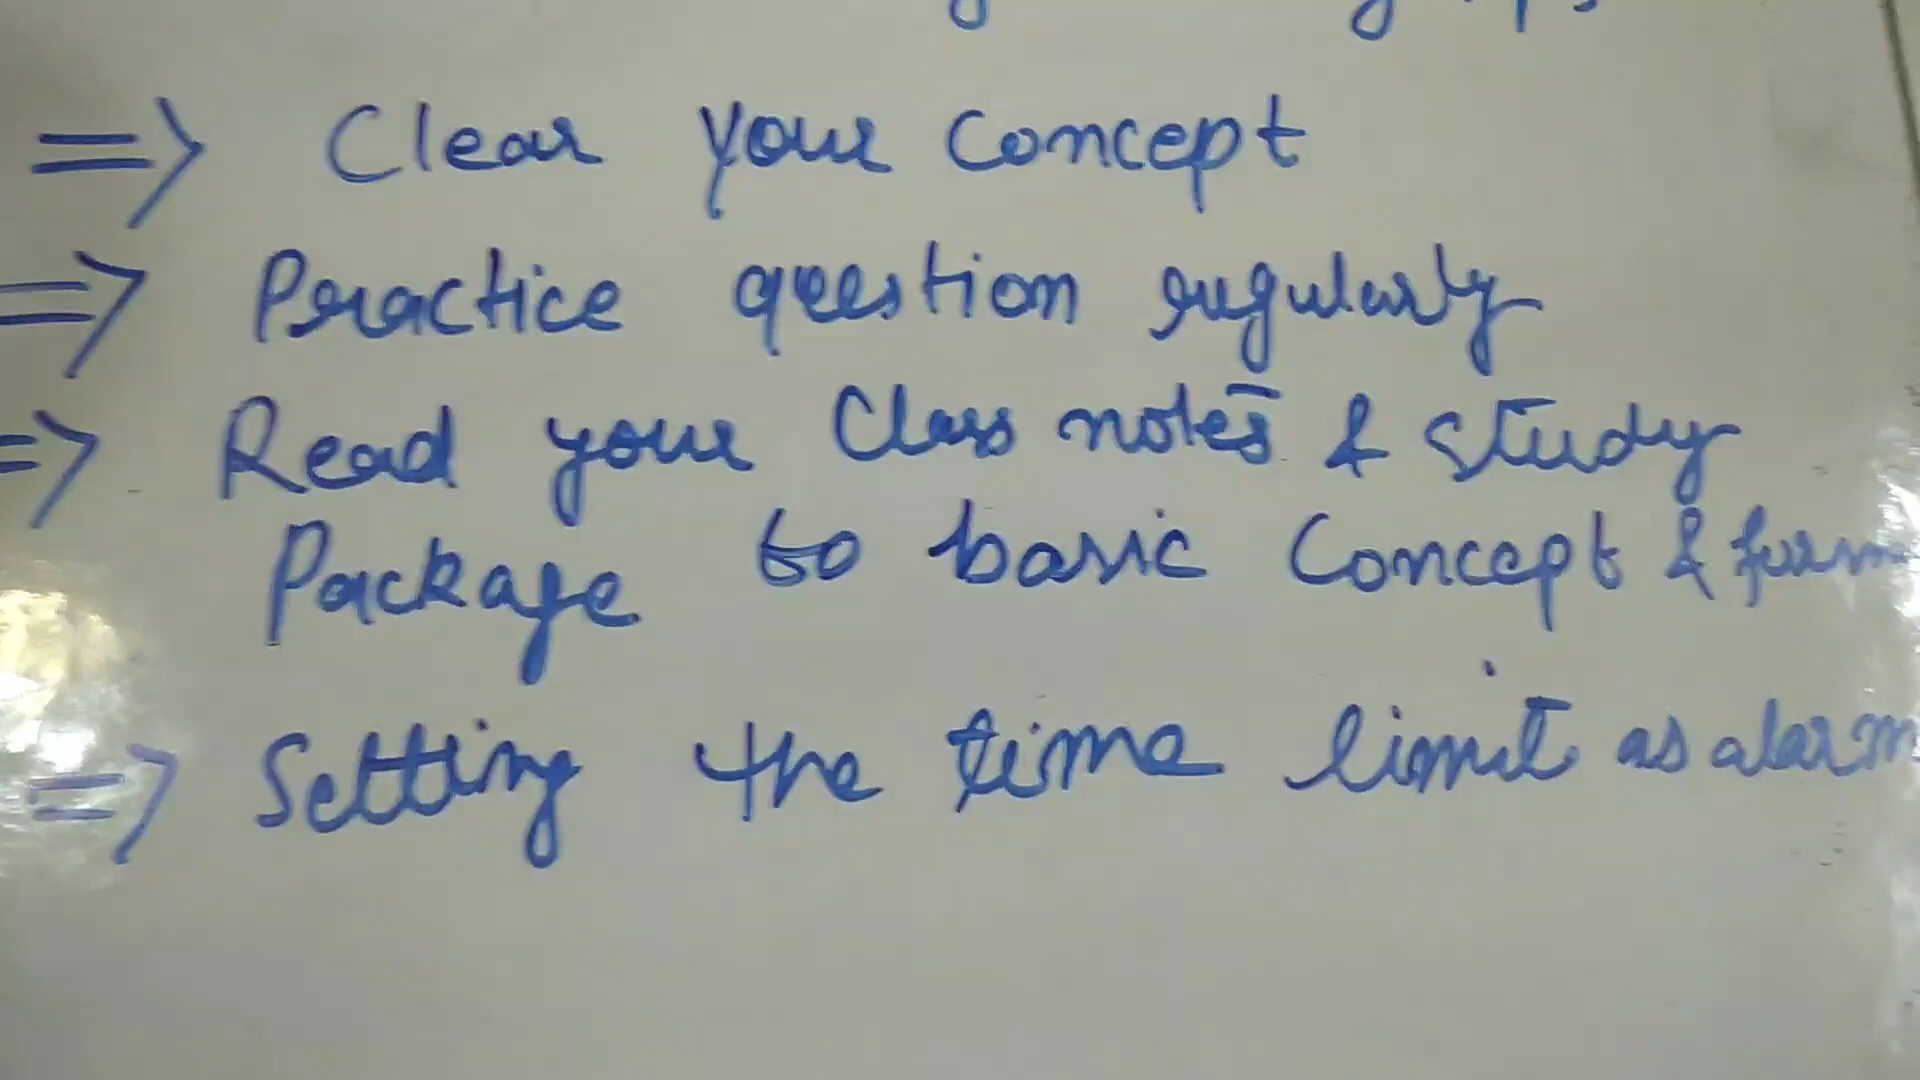 => Clear your Concept
=> Practice question regularly
=> Read your Class notes & study
Package to basic Concept & form
=> Setting the time limit as alarm